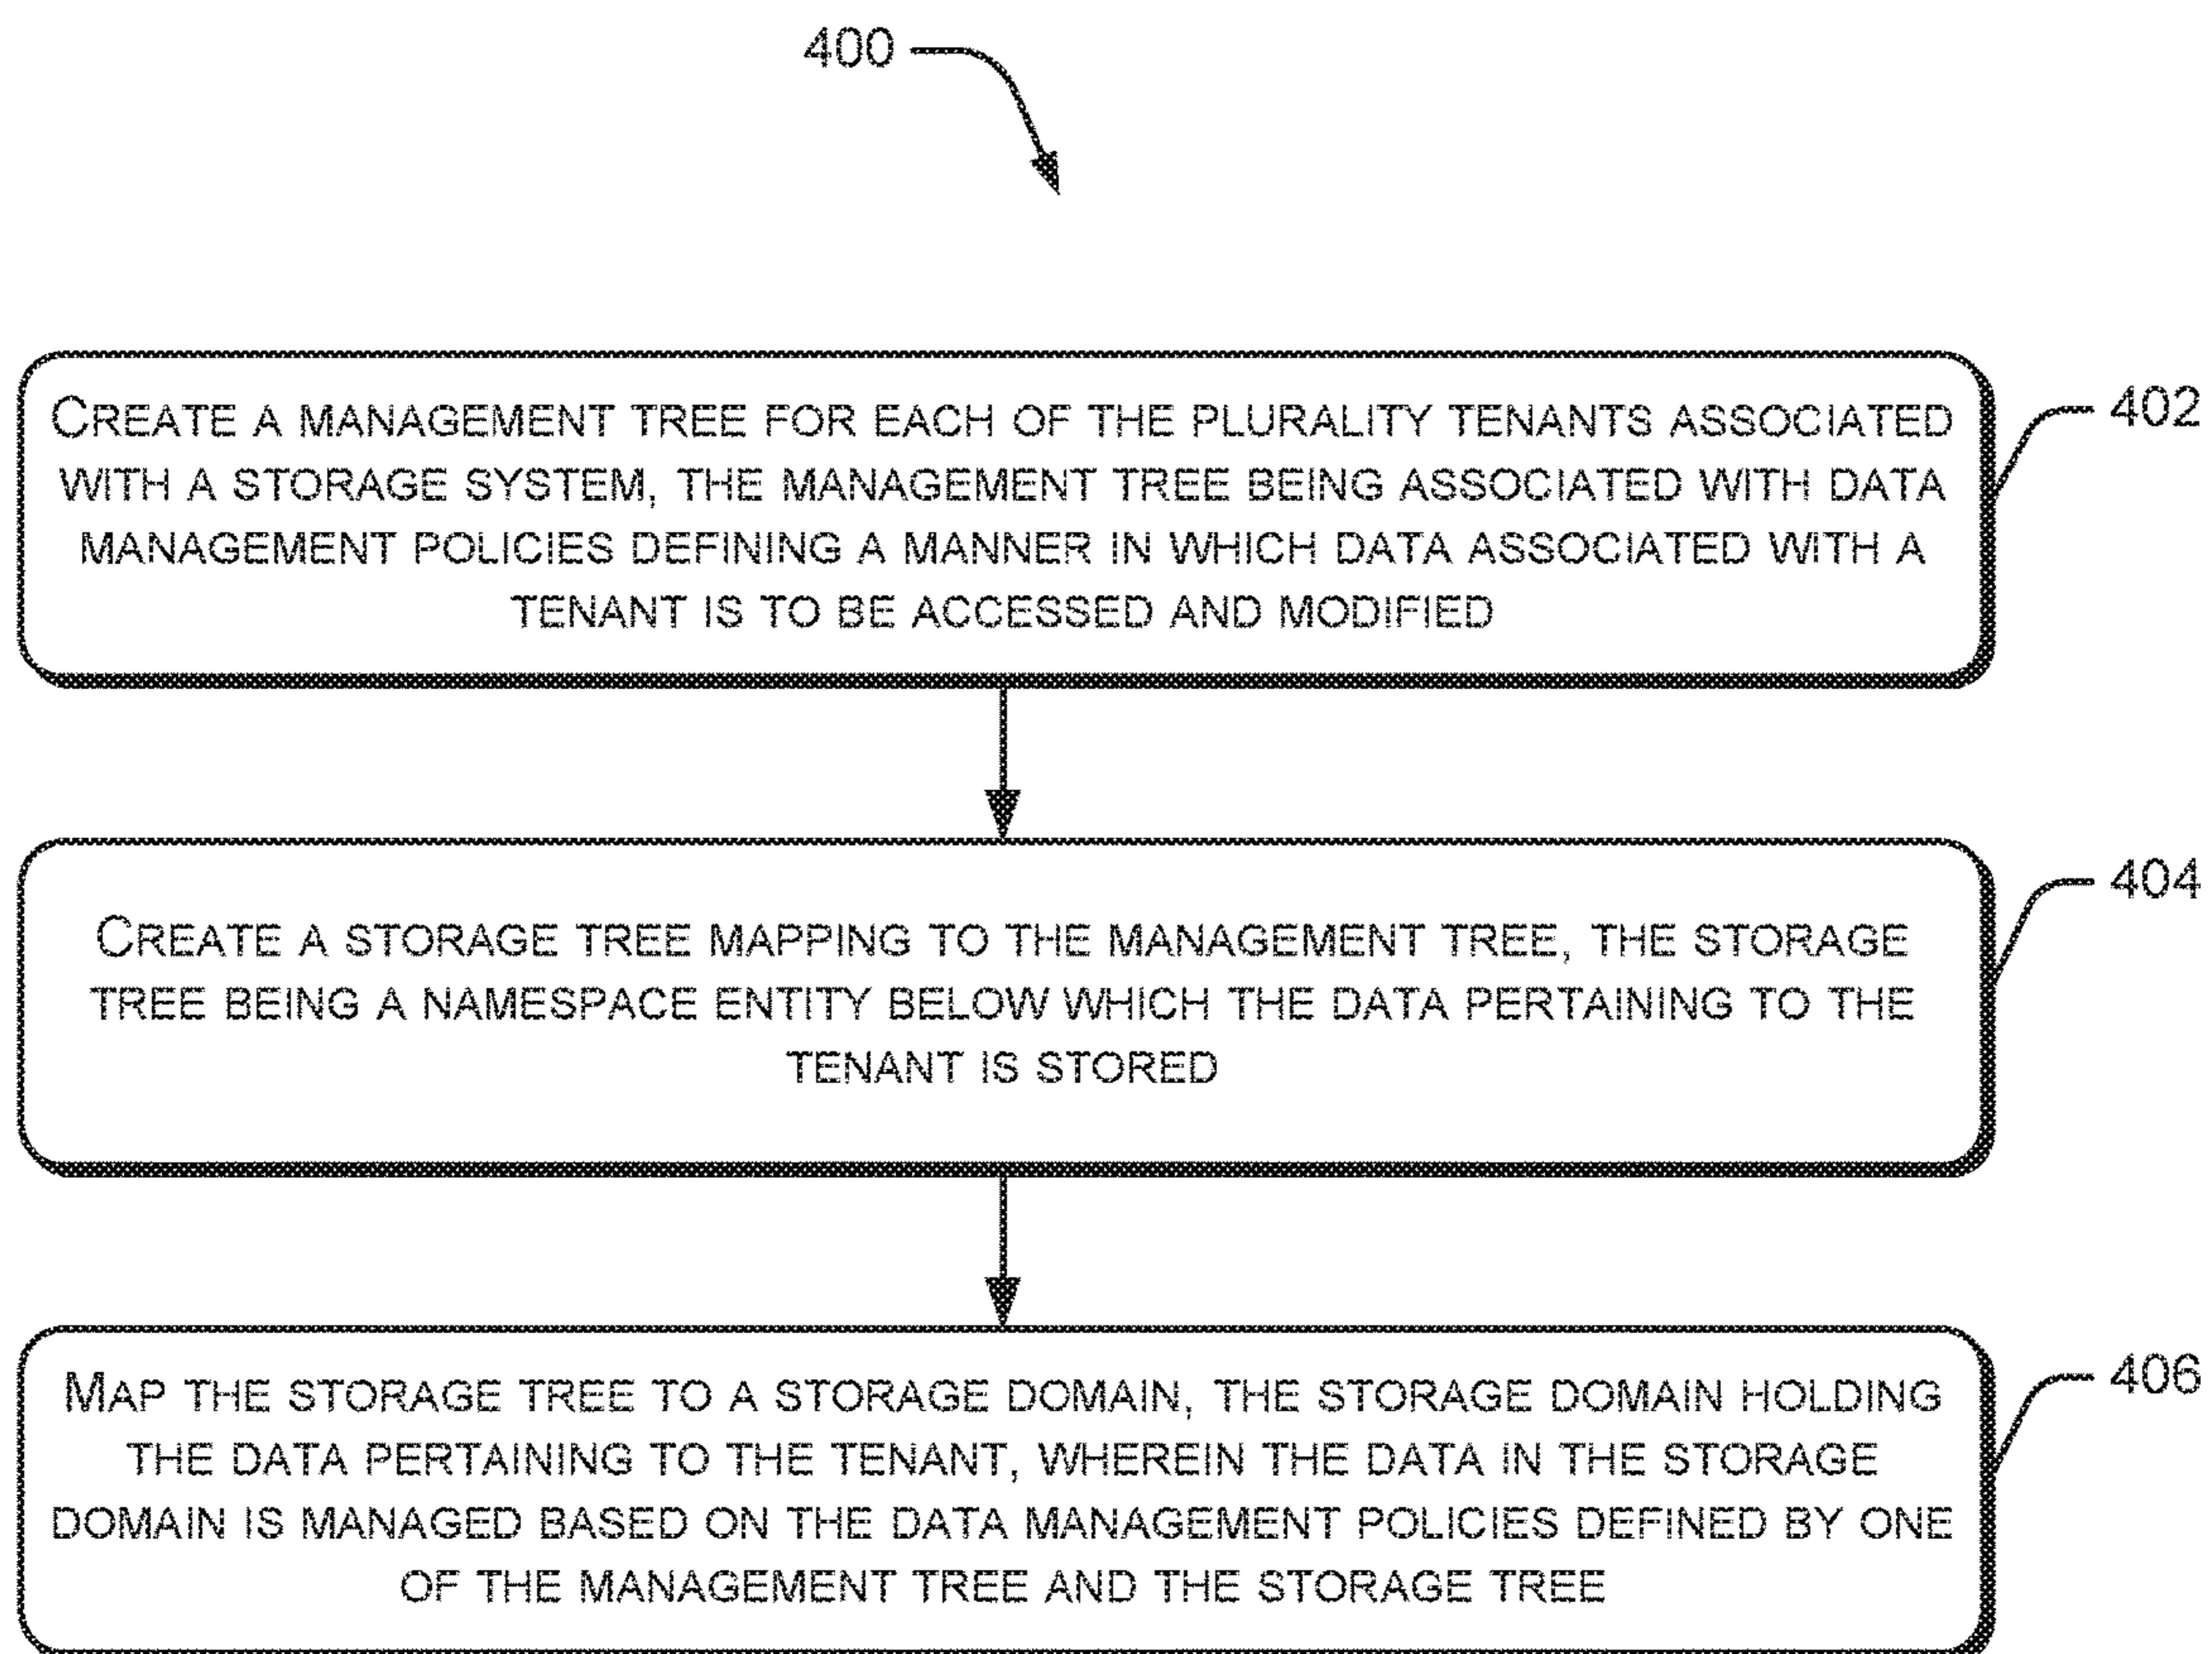 400
CREATE A MANAGEMENT TREE FOR EACH OF THE PLURALITY TENANTS ASSOCIATED
WITH A STORAGE SYSTEM, THE MANAGEMENT TREE BEING ASSOCIATED WITH DATA
MANAGEMENT POLICIES DEFINING A MANNER IN WHICH DATA ASSOCIATED WITH A
TENANT IS TO BE ACCESSED AND MODIFIED
402
CREATE A STORAGE TREE MAPPING TO THE MANAGEMENT TREE, THE STORAGE
TREE BEING A NAMESPACE ENTITY BELOW WHICH THE DATA PERTAINING TO THE
TENANT IS STORED
404
MAP THE STORAGE TREE TO A STORAGE DOMAIN, THE STORAGE DOMAIN HOLDING
THE DATA PERTAINING TO THE TENANT, WHEREIN THE DATA IN THE STORAGE
DOMAIN IS MANAGED BASED ON THE DATA MANAGEMENT POLICIES DEFINED BY ONE
OF THE MANAGEMENT TREE AND THE STORAGE TREE
406